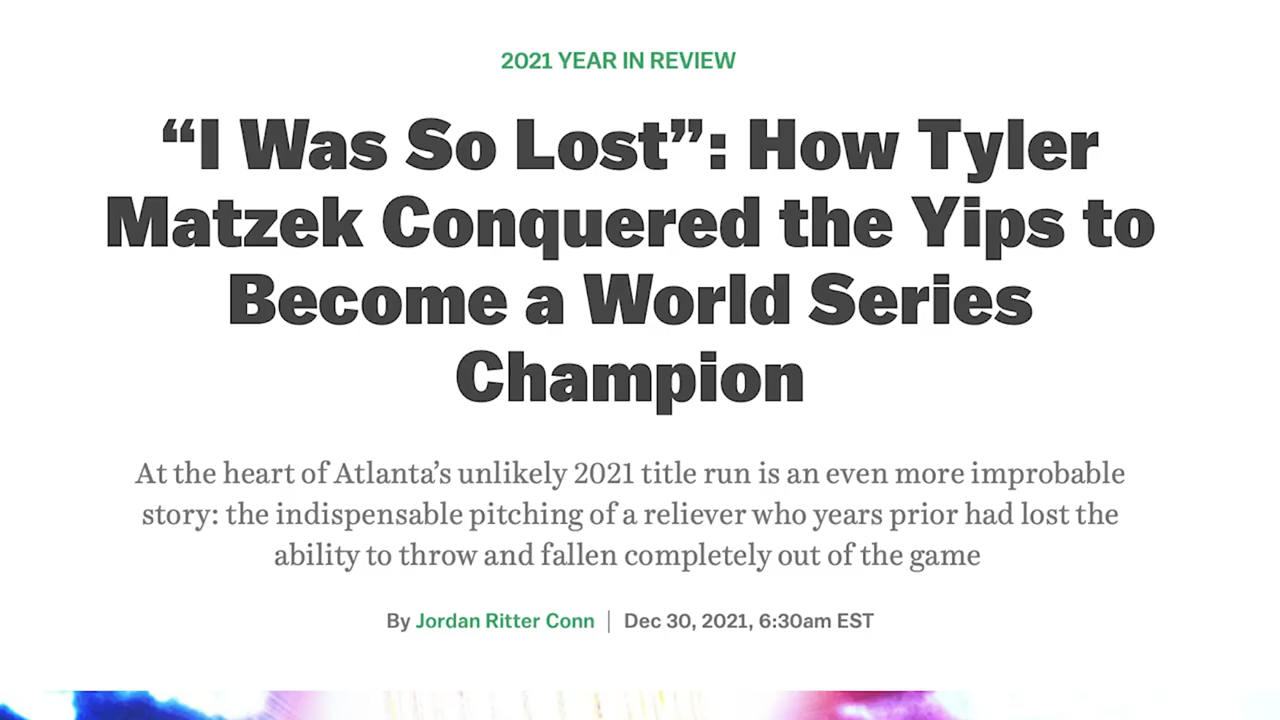 2021 YEAR IN REVIEW
“I Was So Lost”: How Tyler
Matzek Conquered the Yips to
Become a World Series
Champion
At the heart of Atlanta’s unlikely 2021 title run is an even more improbable
story: the indispensable pitching of a reliever who years prior had lost the
ability to throw and fallen completely out of the game
By Jordan Ritter Conn | Dec 30, 2021, 6:30am EST